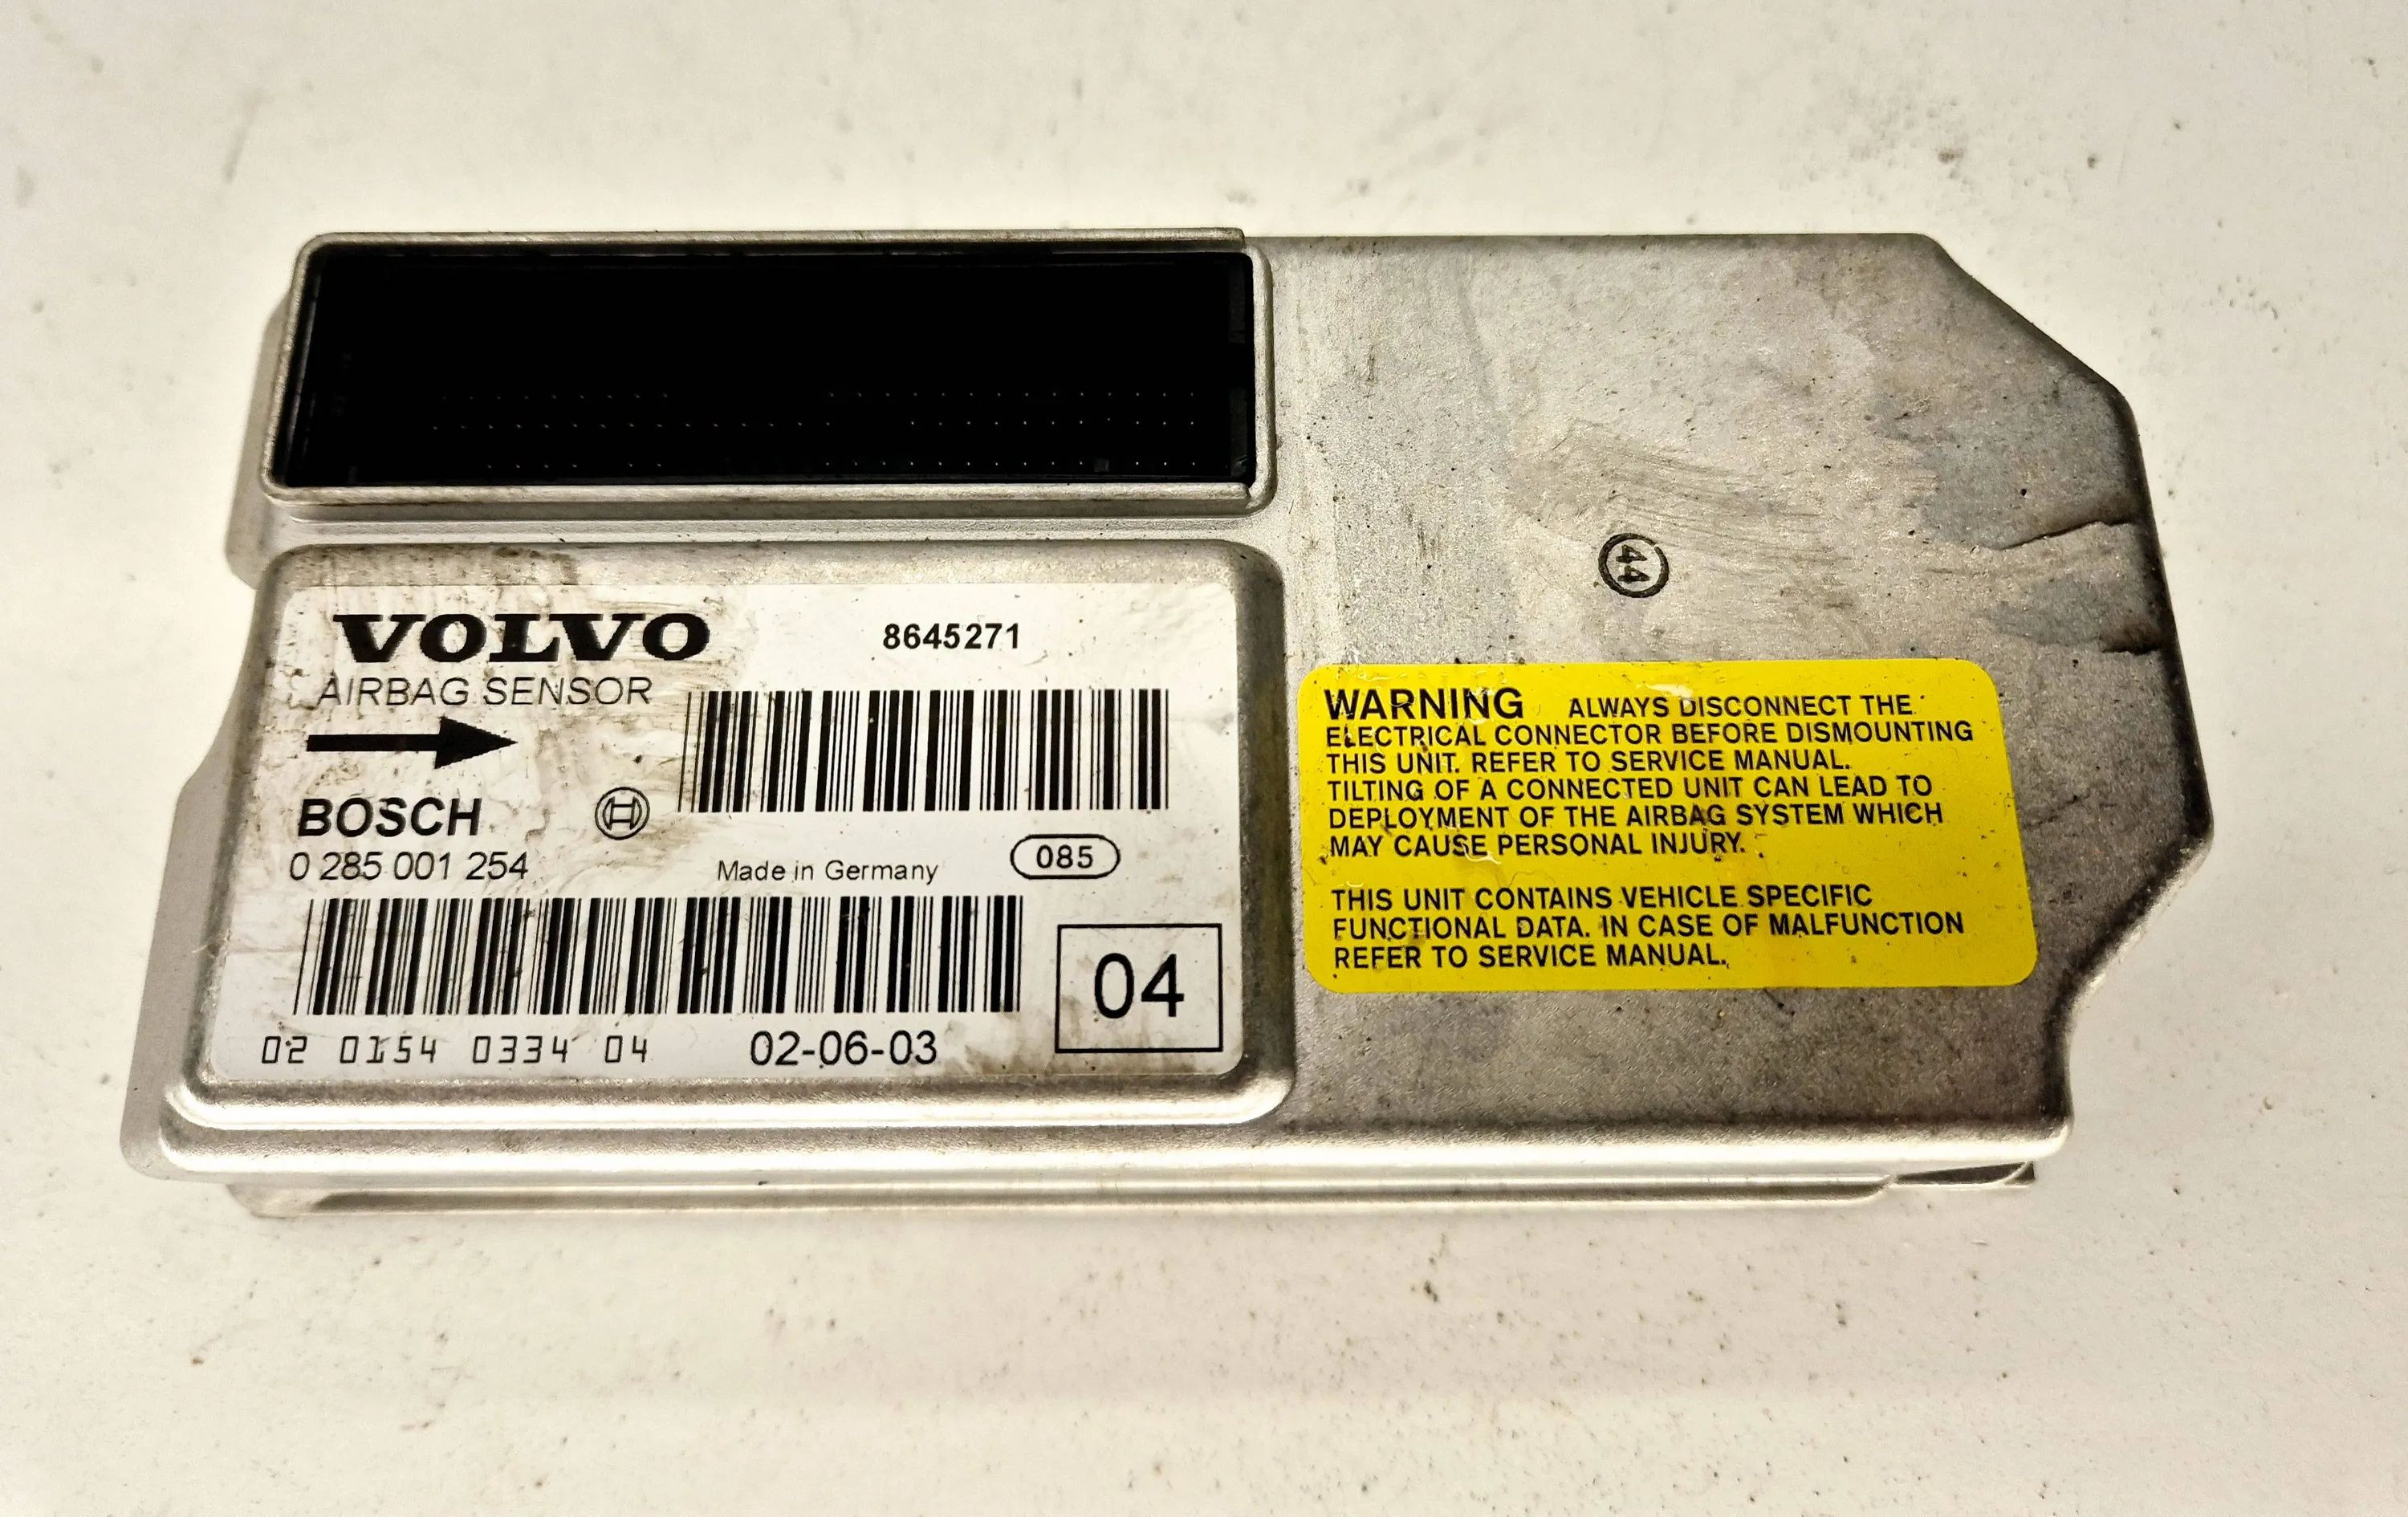 VOLVO 8645271
AIRBAG SENSOR
BOSCH
0 285 001 254
Made in Germany 085
04
02 0154 0334 04 02-06-03
44
WARNING ALWAYS DISCONNECT THE
ELECTRICAL CONNECTOR BEFORE DISMOUNTING
THIS UNIT. REFER TO SERVICE MANUAL.
TILTING OF A CONNECTED UNIT CAN LEAD TO
DEPLOYMENT OF THE AIRBAG SYSTEM WHICH
MAY CAUSE PERSONAL INJURY.
THIS UNIT CONTAINS VEHICLE SPECIFIC
FUNCTIONAL DATA. IN CASE OF MALFUNCTION
REFER TO SERVICE MANUAL.